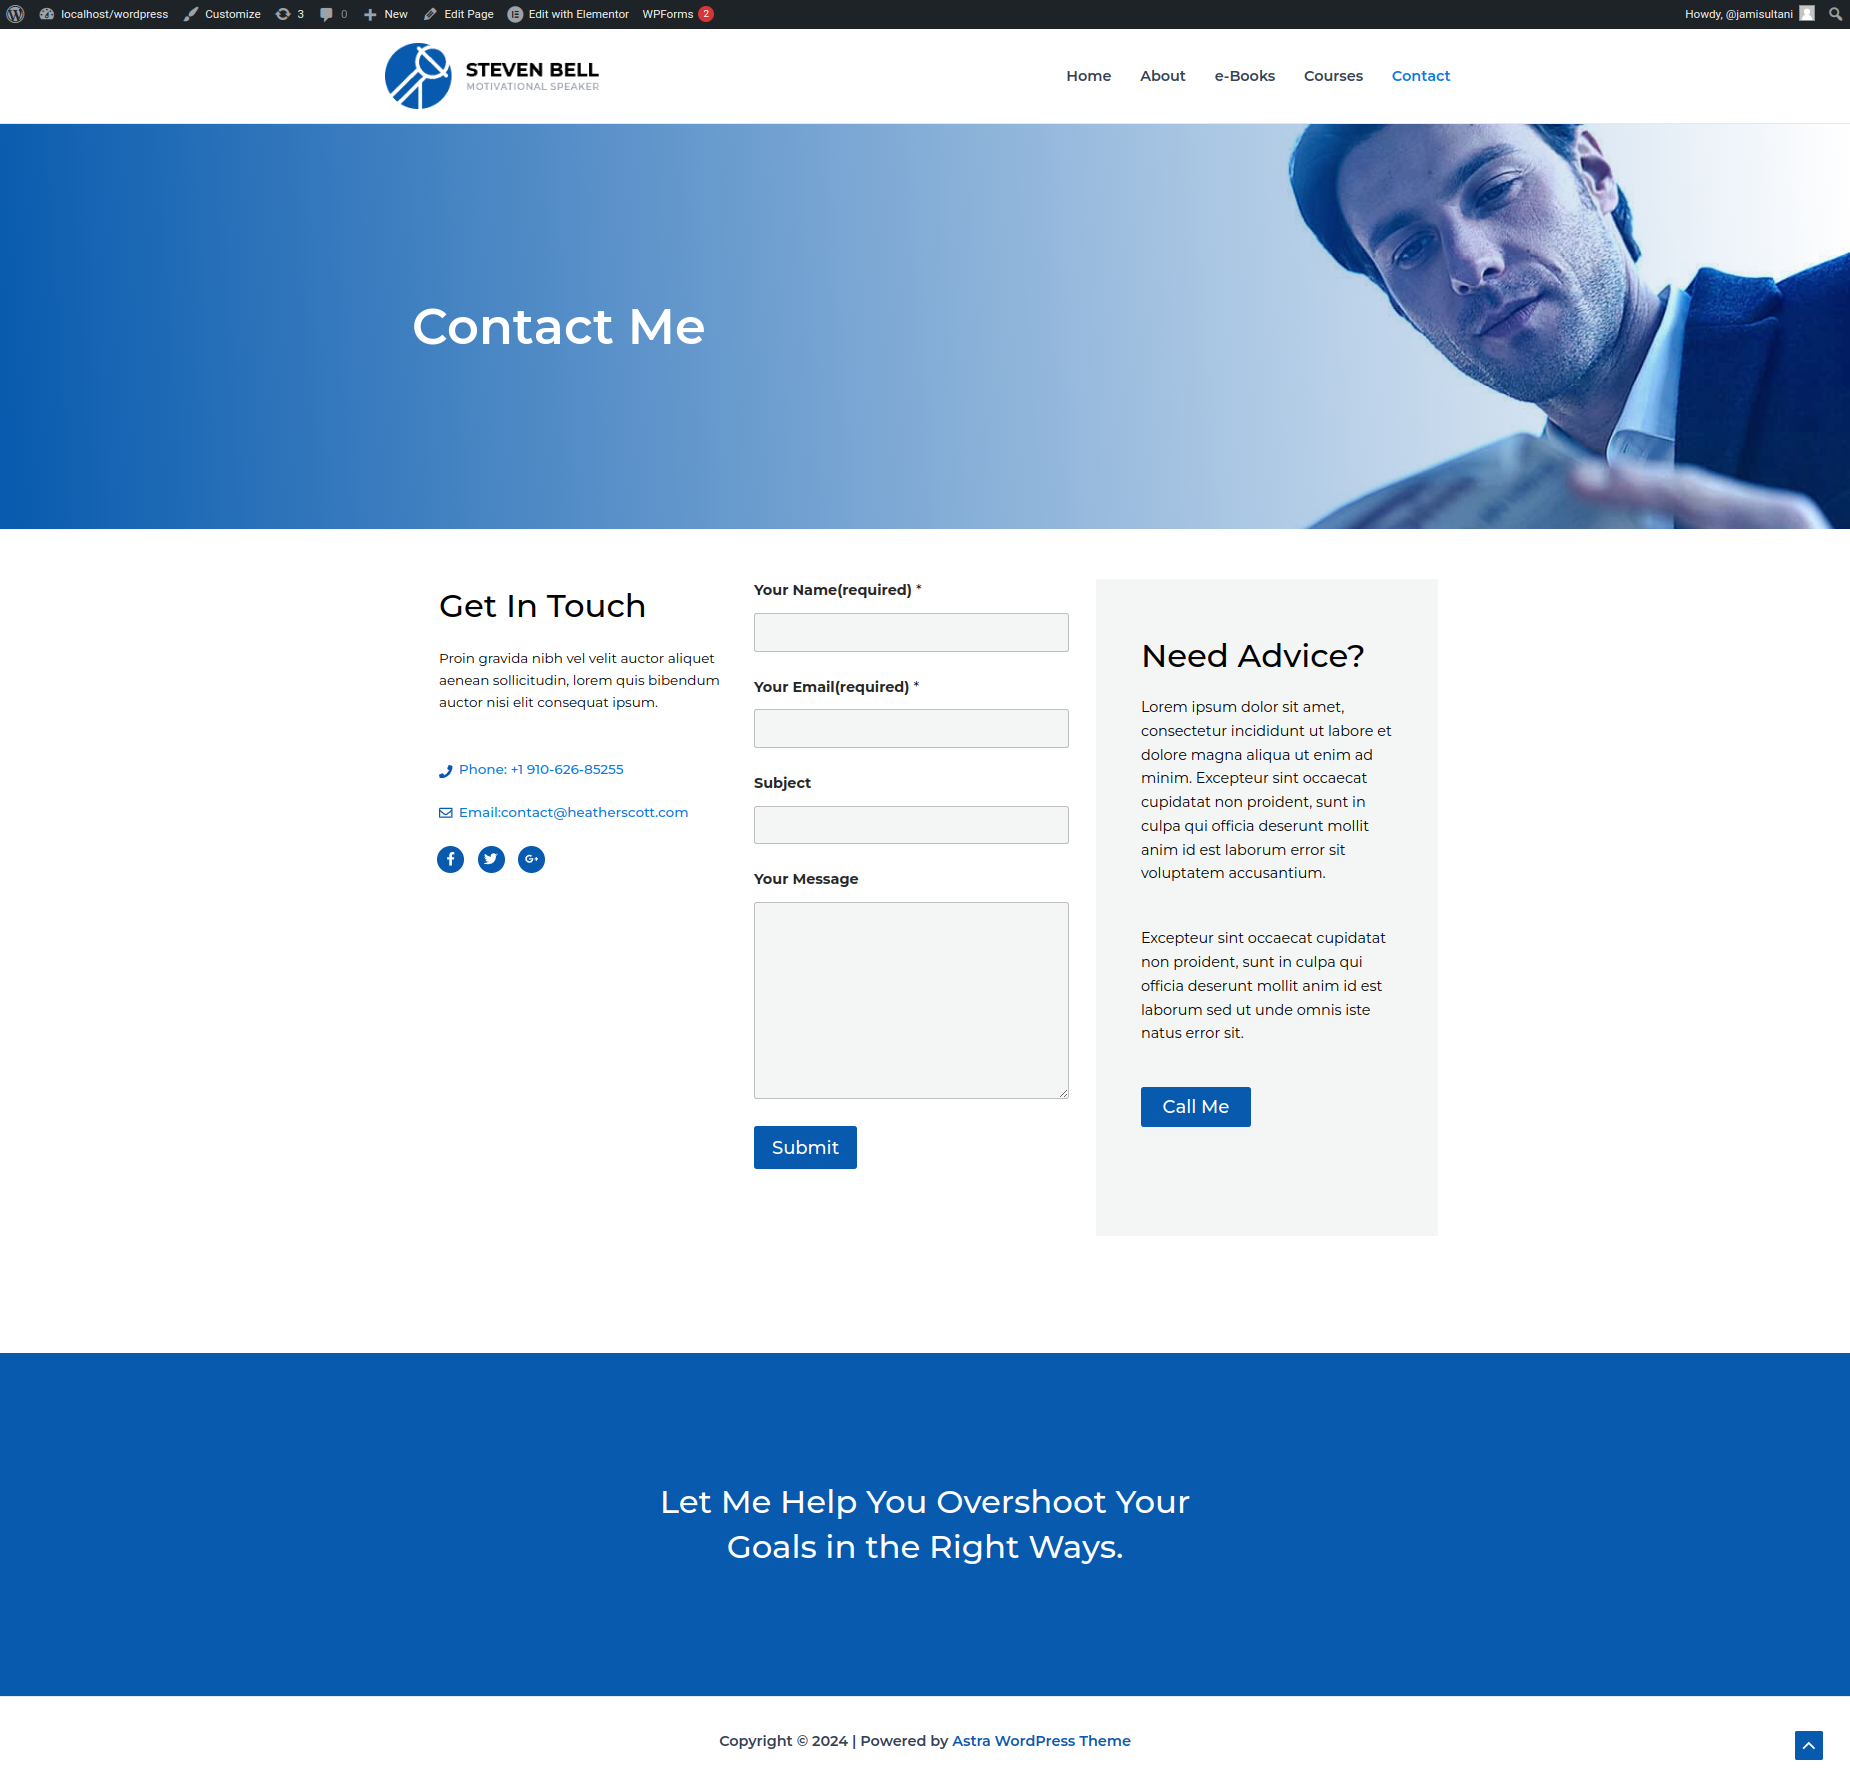 localhost/wordpress Customize 3 0 New Edit Page Edit with Elementor WPForms 2 Howdy, @jamisultani
STEVEN BELL
MOTIVATIONAL SPEAKER
Home About e-Books Courses Contact
Contact Me
Get In Touch
Proin gravida nibh vel velit auctor aliquet
aenean sollicitudin, lorem quis bibendum
auctor nisi elit consequat ipsum.
Phone: +1 910-626-85255
Email:contact@heatherscott.com
Your Name(required) *
Your Email(required) *
Subject
Your Message
Submit
Need Advice?
Lorem ipsum dolor sit amet,
consectetur incididunt ut labore et
dolore magna aliqua ut enim ad
minim. Excepteur sint occaecat
cupidatat non proident, sunt in
culpa qui officia deserunt mollit
anim id est laborum error sit
voluptatem accusantium.
Excepteur sint occaecat cupidatat
non proident, sunt in culpa qui
officia deserunt mollit anim id est
laborum sed ut unde omnis iste
natus error sit.
Call Me
Let Me Help You Overshoot Your
Goals in the Right Ways.
Copyright © 2024 | Powered by Astra WordPress Theme